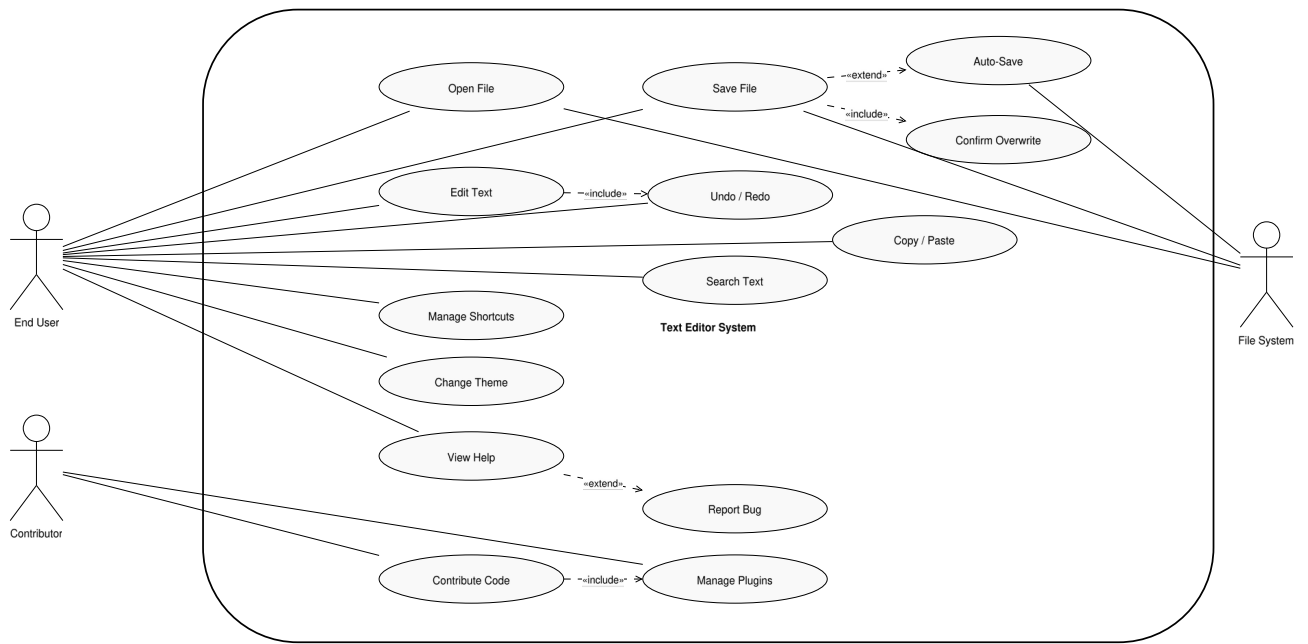 Auto-Save
«extend»
Open File
Save File
«include»
Confirm Overwrite
Edit Text
«include»
Undo / Redo
Copy / Paste
Search Text
Manage Shortcuts
End User
Text Editor System
File System
Change Theme
View Help
«extend»
Report Bug
Contributor
Contribute Code
«include»
Manage Plugins